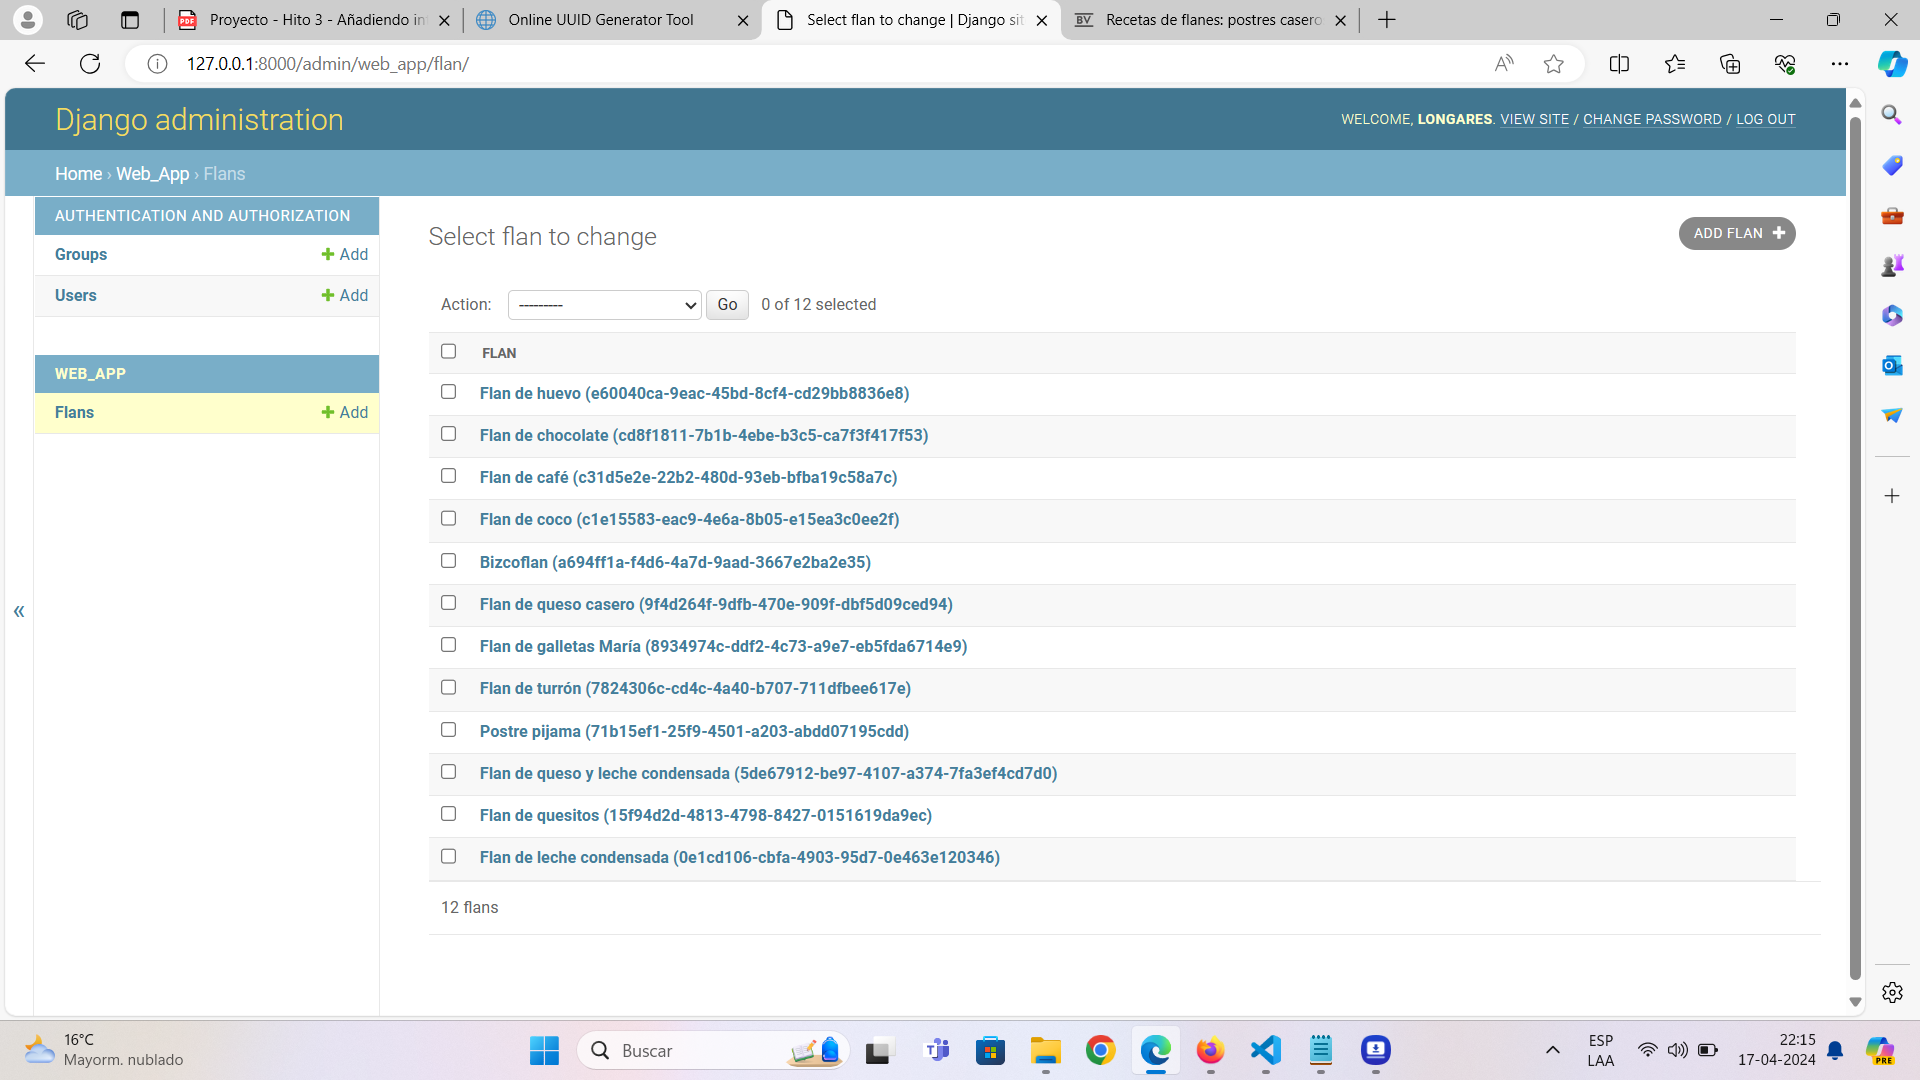 Proyecto - Hito 3 - Añadiendo in
Online UUID Generator Tool
Select flan to change | Django sit
BV Recetas de flanes: postres casero
127.0.0.1:8000/admin/web_app/flan/
Django administration
WELCOME, LONGARES. VIEW SITE / CHANGE PASSWORD / LOG OUT
Home › Web_App › Flans
AUTHENTICATION AND AUTHORIZATION
Groups + Add
Users + Add
WEB_APP
Flans + Add
«
Select flan to change
ADD FLAN +
Action: --------- Go 0 of 12 selected
FLAN
Flan de huevo (e60040ca-9eac-45bd-8cf4-cd29bb8836e8)
Flan de chocolate (cd8f1811-7b1b-4ebe-b3c5-ca7f3f417f53)
Flan de café (c31d5e2e-22b2-480d-93eb-bfba19c58a7c)
Flan de coco (c1e15583-eac9-4e6a-8b05-e15ea3c0ee2f)
Bizcoflan (a694ff1a-f4d6-4a7d-9aad-3667e2ba2e35)
Flan de queso casero (9f4d264f-9dfb-470e-909f-dbf5d09ced94)
Flan de galletas María (8934974c-ddf2-4c73-a9e7-eb5fda6714e9)
Flan de turrón (7824306c-cd4c-4a40-b707-711dfbee617e)
Postre pijama (71b15ef1-25f9-4501-a203-abdd07195cdd)
Flan de queso y leche condensada (5de67912-be97-4107-a374-7fa3ef4cd7d0)
Flan de quesitos (15f94d2d-4813-4798-8427-0151619da9ec)
Flan de leche condensada (0e1cd106-cbfa-4903-95d7-0e463e120346)
12 flans
16°C
Mayorm. nublado
Buscar
ESP
LAA
22:15
17-04-2024
PRE